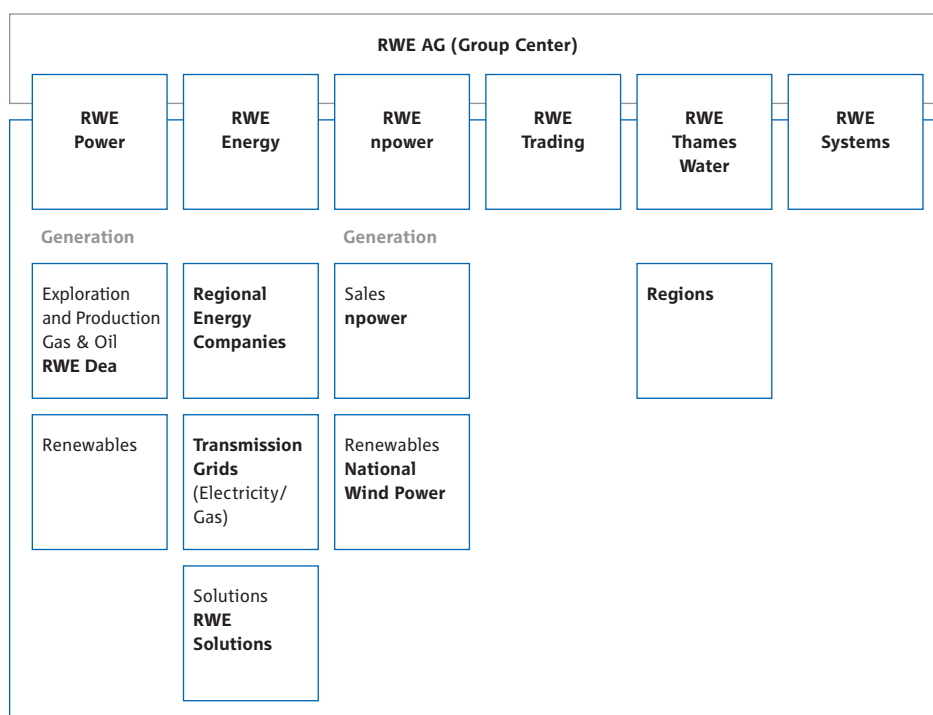 RWE AG (Group Center)
RWE
Power
RWE
Energy
RWE
npower
RWE
Trading
RWE
Thames
Water
RWE
Systems
Generation
Generation
Exploration
and Production
Gas & Oil
RWE Dea
Regional
Energy
Companies
Sales
npower
Regions
Renewables
Transmission
Grids
(Electricity/
Gas)
Renewables
National
Wind Power
Solutions
RWE
Solutions